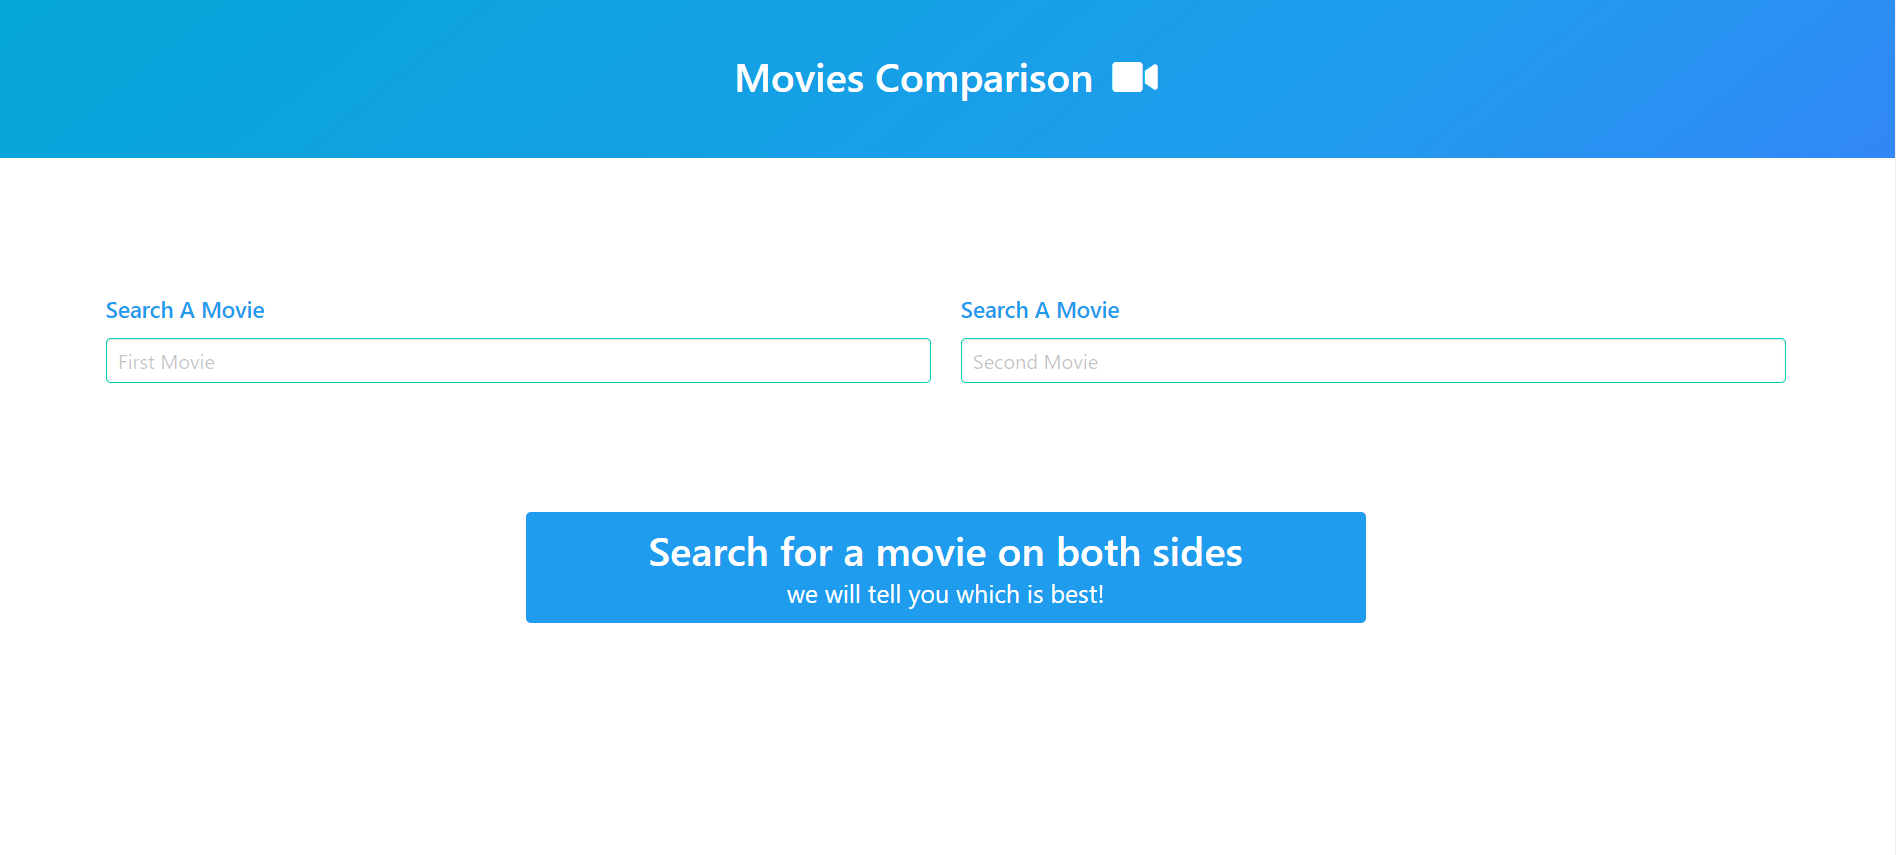 Movies Comparison
Search A Movie
First Movie
Search A Movie
Second Movie
Search for a movie on both sides
we will tell you which is best!